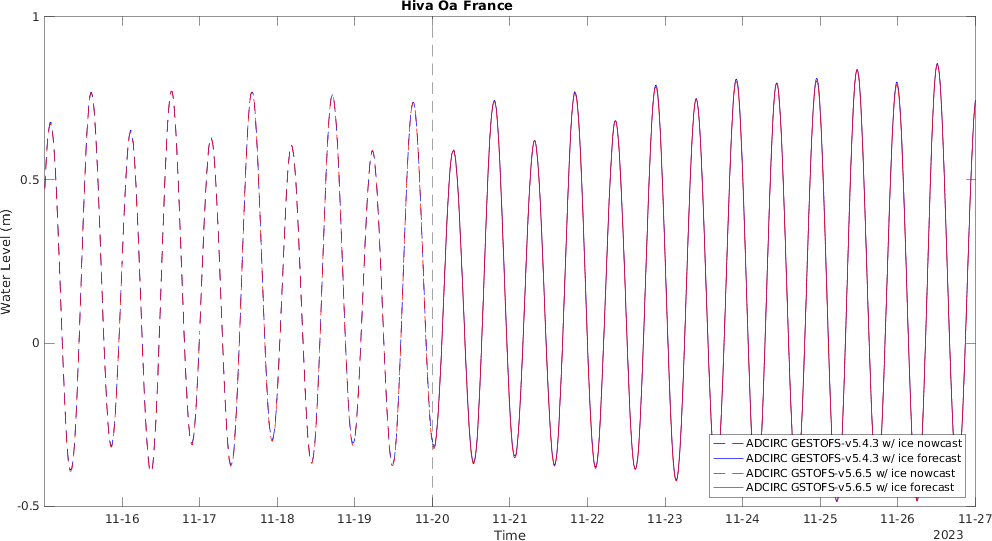 Hiva Oa France
1
0.5
0
-0.5
Water Level (m)
ADCIRC GESTOFS-v5.4.3 w/ ice nowcast
ADCIRC GESTOFS-v5.4.3 w/ ice forecast
ADCIRC GSTOFS-v5.6.5 w/ ice nowcast
ADCIRC GSTOFS-v5.6.5 w/ ice forecast
11-16 11-17 11-18 11-19 11-20 11-21 11-22 11-23 11-24 11-25 11-26 11-27
Time
2023